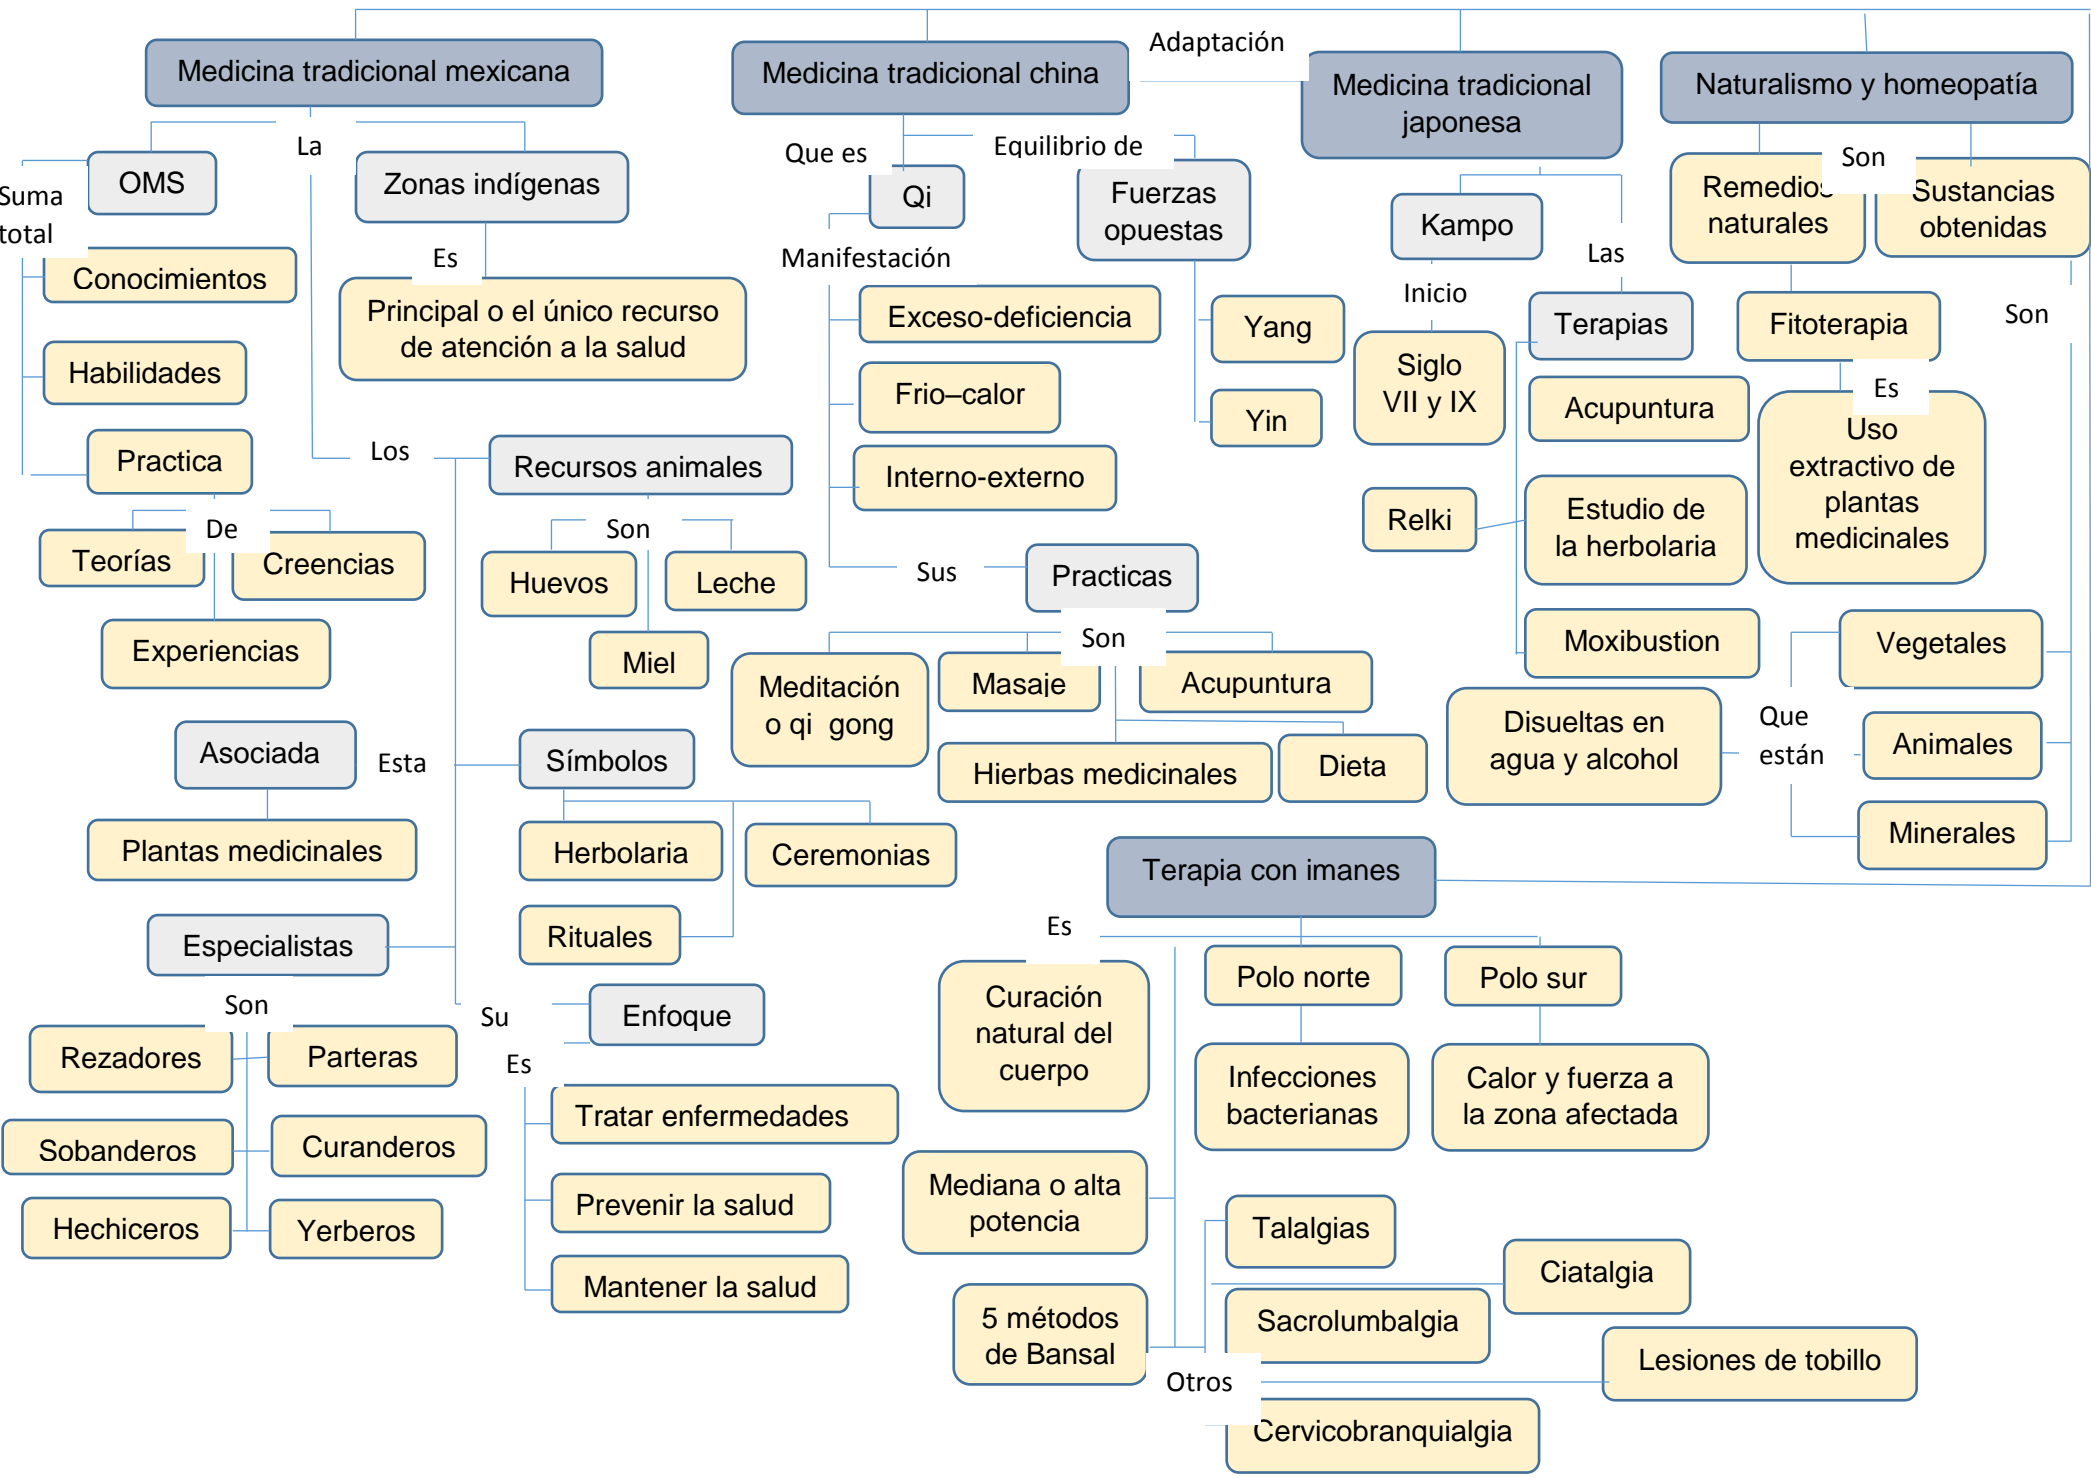 Adaptación
Medicina tradicional mexicana
Medicina tradicional china
Medicina tradicional
japonesa
Naturalismo y homeopatía
La
Que es
Equilibrio de
Son
Suma
total
OMS
Zonas indígenas
Qi
Fuerzas
opuestas
Kampo
Las
Remedios
naturales
Sustancias
obtenidas
Es
Manifestación
Inicio
Son
Conocimientos
Principal o el único recurso
de atención a la salud
Exceso-deficiencia
Yang
Siglo
VII y IX
Terapias
Fitoterapia
Es
Habilidades
Frio–calor
Yin
Acupuntura
Uso
extractivo de
plantas
medicinales
Practica
Los
Recursos animales
Interno-externo
Relki
Estudio de
la herbolaria
De
Son
Teorías
Creencias
Huevos
Leche
Sus
Practicas
Son
Experiencias
Miel
Meditación
o qi gong
Masaje
Acupuntura
Moxibustion
Vegetales
Asociada
Esta
Símbolos
Hierbas medicinales
Dieta
Disueltas en
agua y alcohol
Que
están
Animales
Plantas medicinales
Herbolaria
Ceremonias
Minerales
Terapia con imanes
Especialistas
Rituales
Es
Son
Su
Enfoque
Curación
natural del
cuerpo
Polo norte
Polo sur
Rezadores
Parteras
Es
Infecciones
bacterianas
Calor y fuerza a
la zona afectada
Sobanderos
Curanderos
Tratar enfermedades
Hechiceros
Yerberos
Prevenir la salud
Mediana o alta
potencia
Talalgias
Mantener la salud
Ciatalgia
5 métodos
de Bansal
Sacrolumbalgia
Otros
Lesiones de tobillo
Cervicobranquialgia